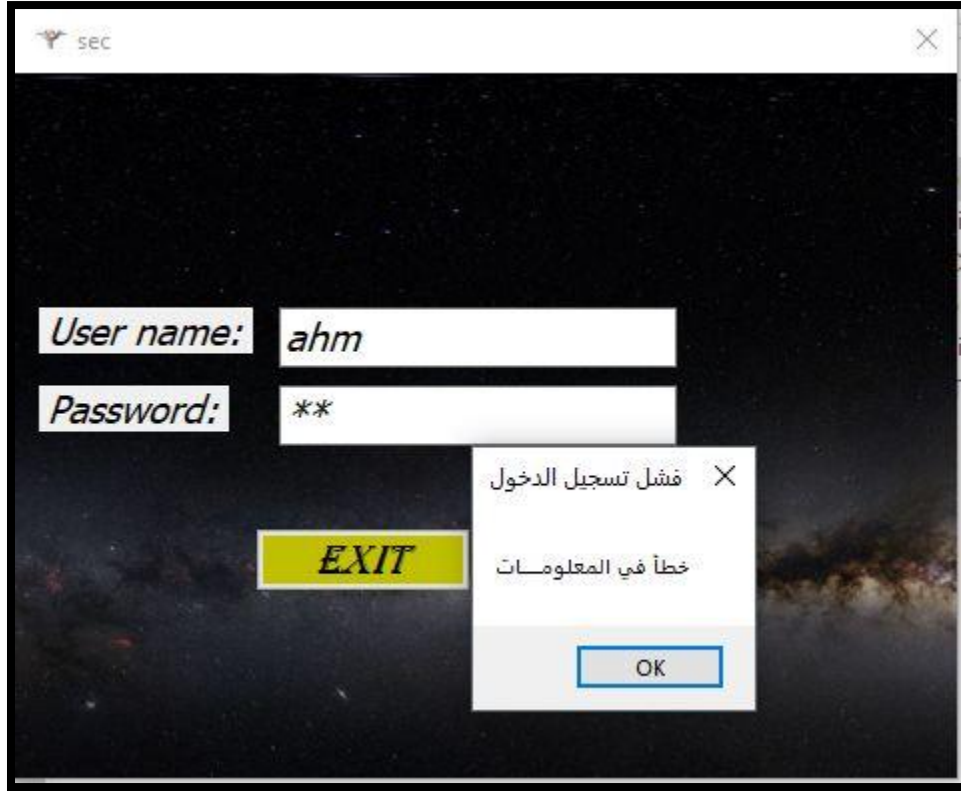 sec
User name:
ahm
Password:
**
فشل تسجيل الدخول
EXIT
خطأ في المعلومـــات
OK